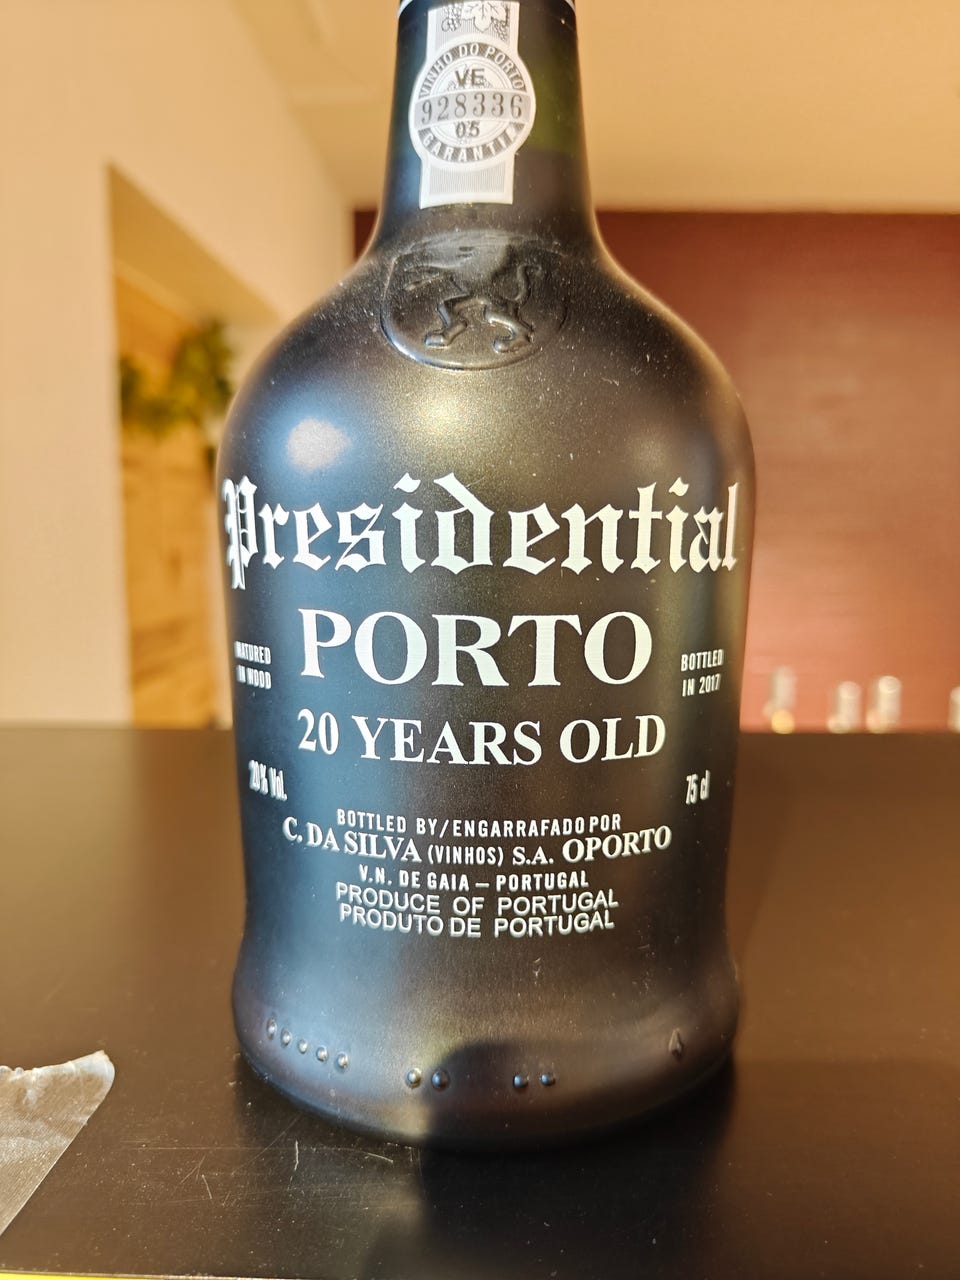 VINHO DO PORTO
VE
928336
05
GARANTIA
Presidential
PORTO
MATURED
IN WOOD
BOTTLED
IN 2017
20 YEARS OLD
20% Vol.
75 cl
BOTTLED BY/ENGARRAFADO POR
C. DA SILVA (VINHOS) S.A. OPORTO
V.N. DE GAIA – PORTUGAL
PRODUCE OF PORTUGAL
PRODUTO DE PORTUGAL